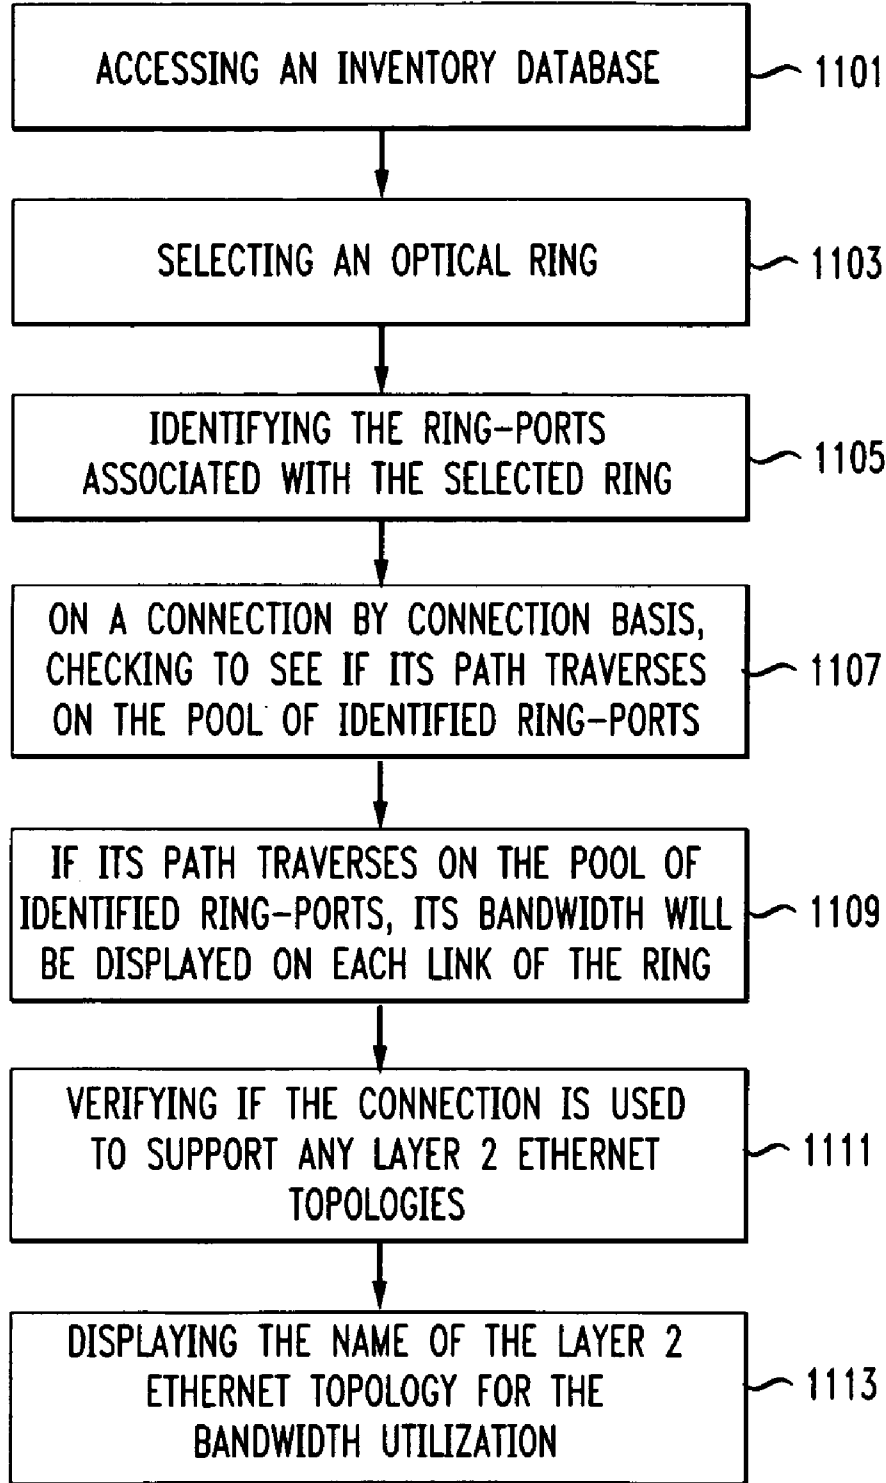 ACCESSING AN INVENTORY DATABASE
1101
SELECTING AN OPTICAL RING
1103
IDENTIFYING THE RING-PORTS
ASSOCIATED WITH THE SELECTED RING
1105
ON A CONNECTION BY CONNECTION BASIS,
CHECKING TO SEE IF ITS PATH TRAVERSES
ON THE POOL OF IDENTIFIED RING-PORTS
1107
IF ITS PATH TRAVERSES ON THE POOL OF
IDENTIFIED RING-PORTS, ITS BANDWIDTH WILL
BE DISPLAYED ON EACH LINK OF THE RING
1109
VERIFYING IF THE CONNECTION IS USED
TO SUPPORT ANY LAYER 2 ETHERNET
TOPOLOGIES
1111
DISPLAYING THE NAME OF THE LAYER 2
ETHERNET TOPOLOGY FOR THE
BANDWIDTH UTILIZATION
1113